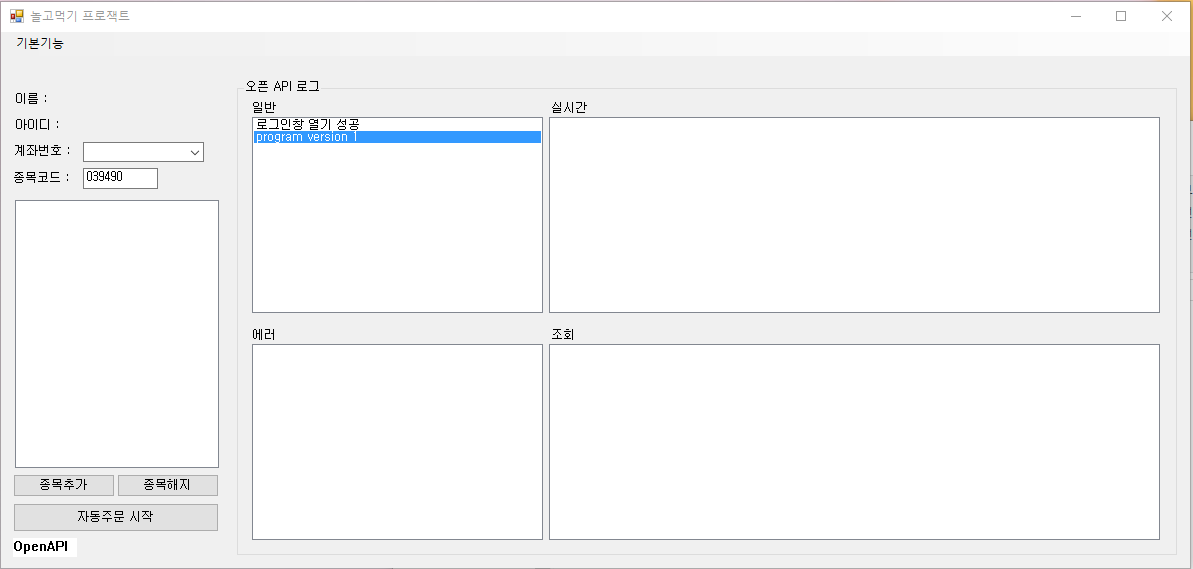 놀고먹기 프로잭트
기본기능
이름 :
아이디 :
계좌번호 :
종목코드 : 039490
종목추가 종목해지
자동주문 시작
OpenAPI
오픈 API 로그
일반
로그인창 열기 성공
program version 1
실시간
에러
조회